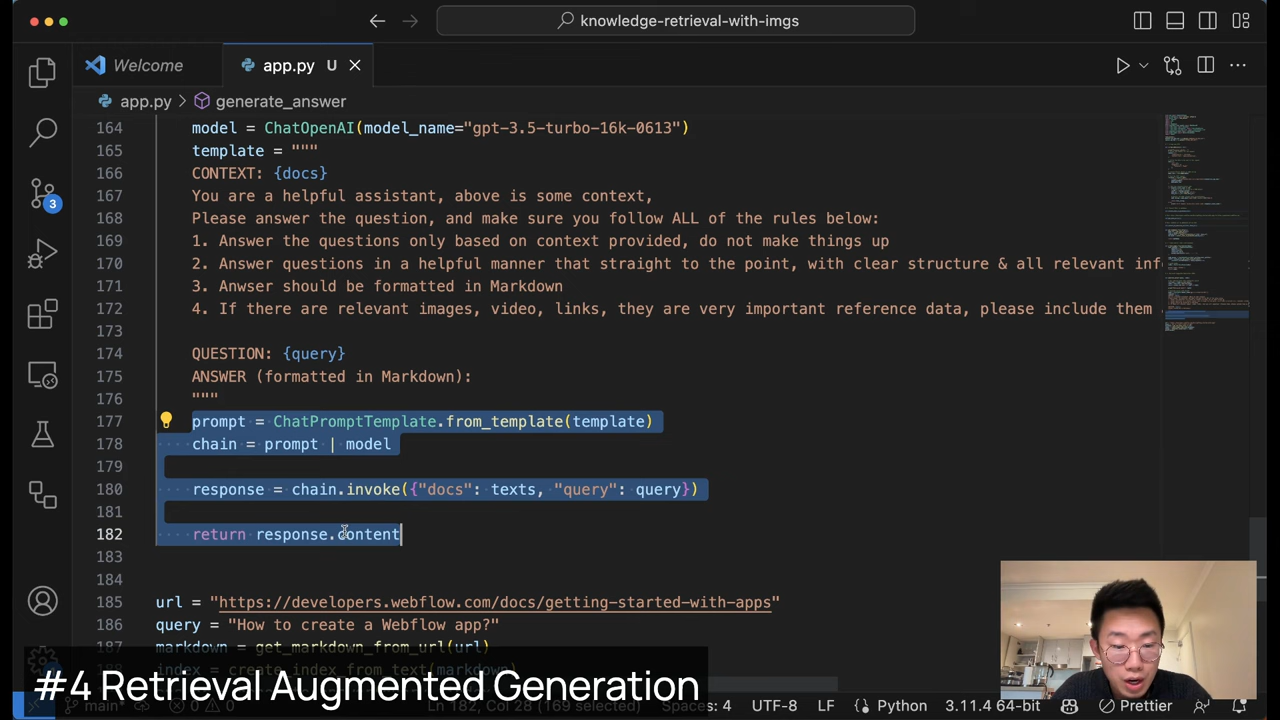 knowledge-retrieval-with-imgs
Welcome
app.py U
app.py > generate_answer
164 model = ChatOpenAI(model_name="gpt-3.5-turbo-16k-0613")
165 template = """
166 CONTEXT: {docs}
167 You are a helpful assistant, above is some context,
168 Please answer the question, and make sure you follow ALL of the rules below:
169 1. Answer the questions only based on context provided, do not make things up
170 2. Answer questions in a helpful manner that straight to the point, with clear structure & all relevant inf
171 3. Anwser should be formatted in Markdown
172 4. If there are relevant images, video, links, they are very important reference data, please include them
173
174 QUESTION: {query}
175 ANSWER (formatted in Markdown):
176 """
177 prompt = ChatPromptTemplate.from_template(template)
178 chain = prompt | model
179
180 response = chain.invoke({"docs": texts, "query": query})
181
182 return response.content
183
184
185 url = "https://developers.webflow.com/docs/getting-started-with-apps"
186 query = "How to create a Webflow app?"
187 markdown = get_markdown_from_url(url)
index = create_index_from_text(markdown)
3
#4 Retrieval Augmented Generation
main* 0 0 Ln 182, Col 28 (169 selected) Spaces: 4 UTF-8 LF Python 3.11.4 64-bit Prettier